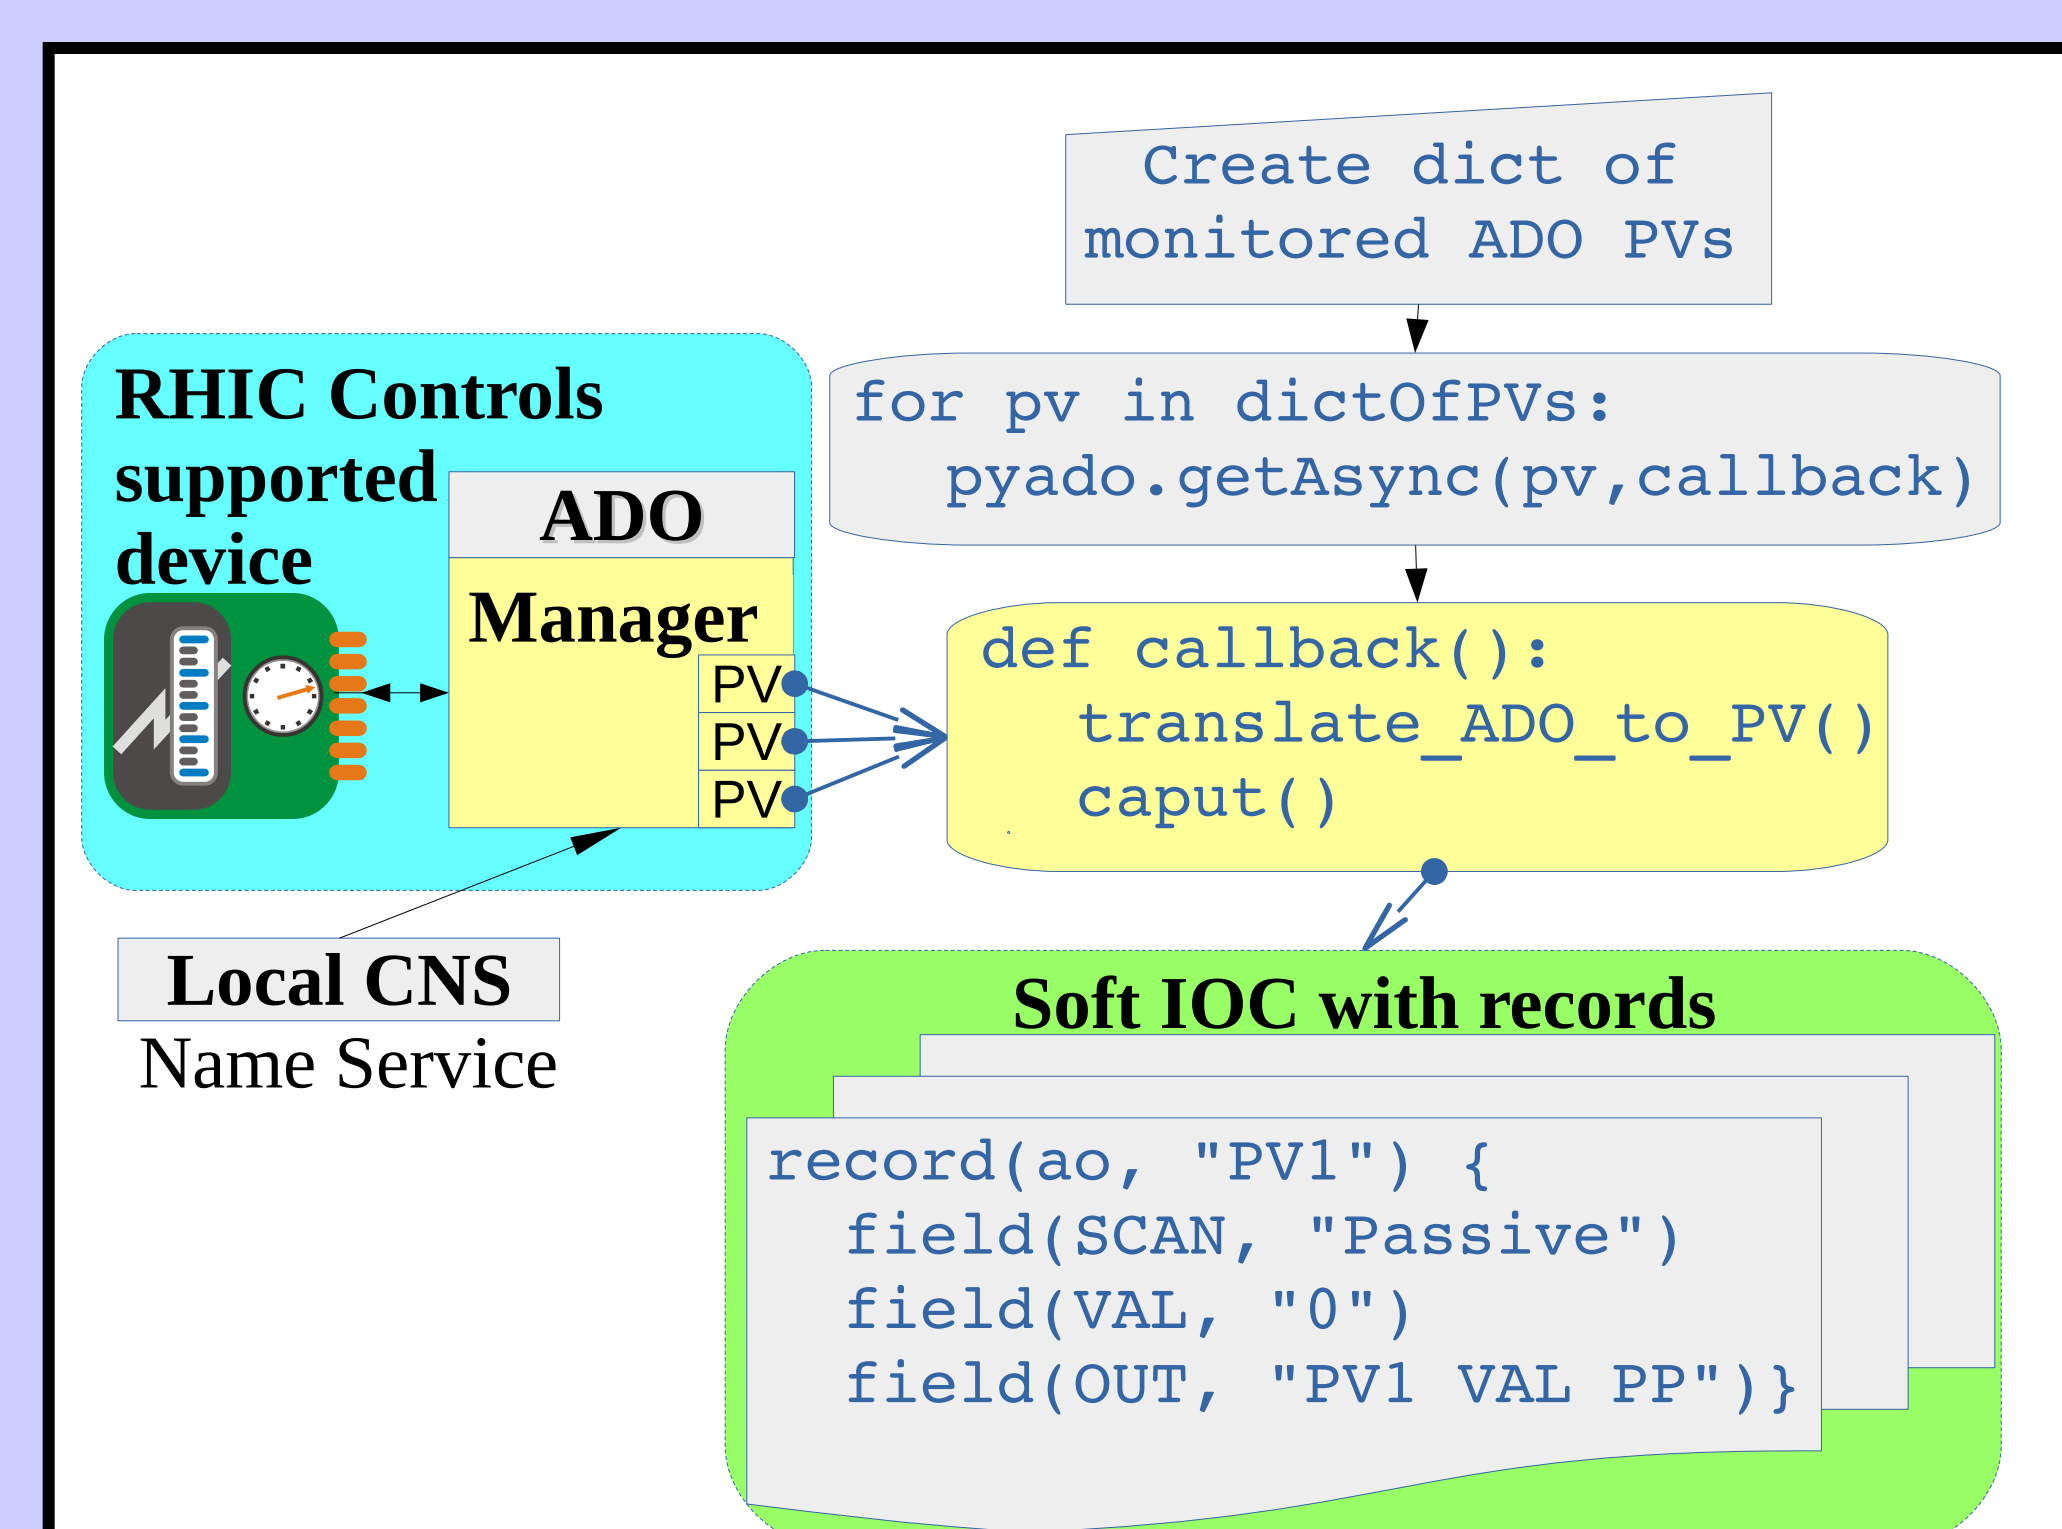 Create dict of
monitored ADO PVs
for pv in dictOfPVs:
  pyado.getAsync(pv,callback)
RHIC Controls
supported
device
ADO
Manager
PV
PV
PV
def callback():
  translate_ADO_to_PV()
  caput()
Local CNS
Name Service
Soft IOC with records
record(ao, "PV1") {
  field(SCAN, "Passive")
  field(VAL, "0")
  field(OUT, "PV1 VAL PP")}